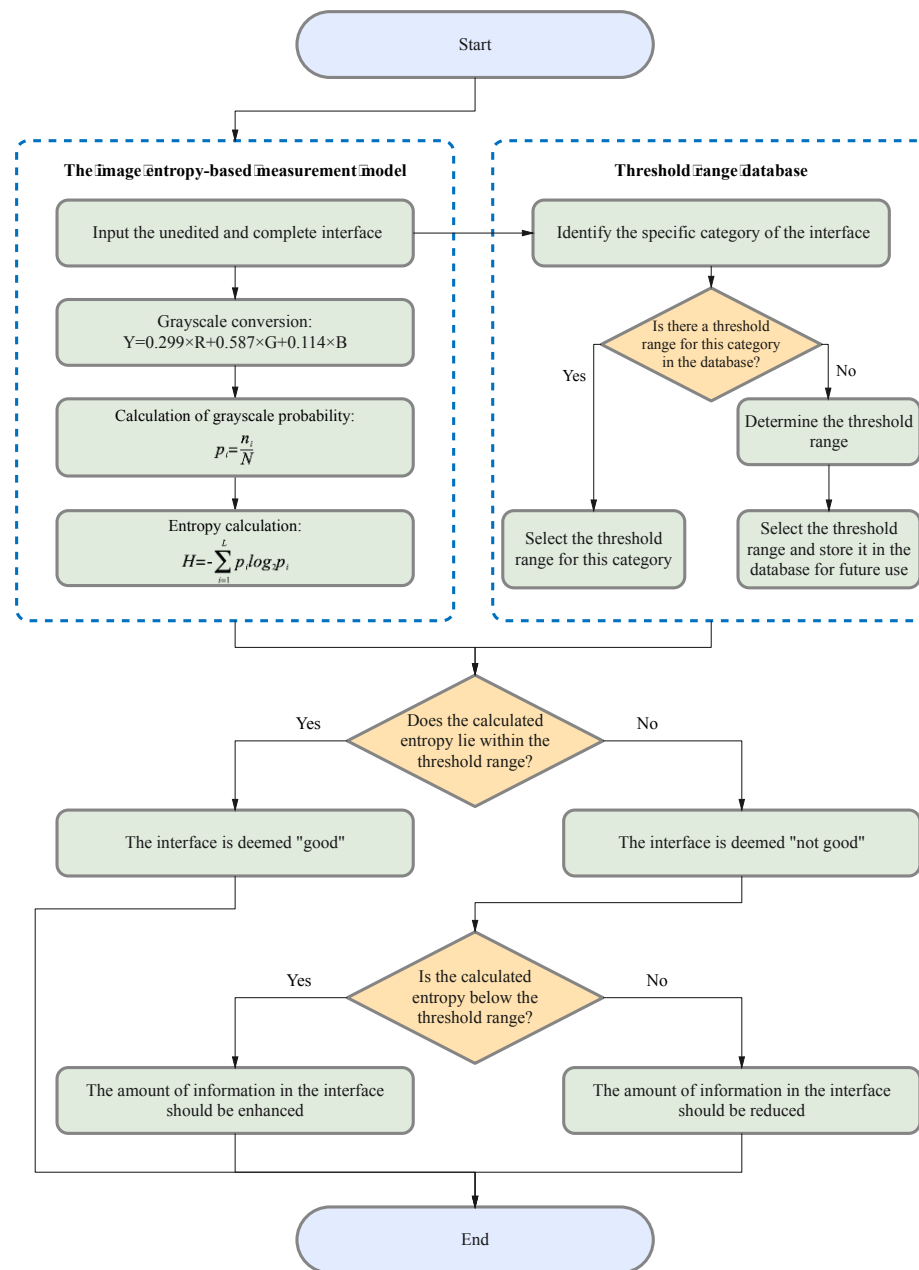 Start
The image entropy-based measurement model
Input the unedited and complete interface
Grayscale conversion:
Y=0.299×R+0.587×G+0.114×B
Calculation of grayscale probability:
p_i=n_i/N
Entropy calculation:
H=-∑_{i=1}^{L} p_i log_2 p_i
Threshold range database
Identify the specific category of the interface
Is there a threshold
range for this category
in the database?
Yes
No
Determine the threshold
range
Select the threshold
range for this category
Select the threshold
range and store it in the
database for future use
Does the calculated
entropy lie within the
threshold range?
Yes
No
The interface is deemed "good"
The interface is deemed "not good"
Is the calculated
entropy below the
threshold range?
Yes
No
The amount of information in the interface
should be enhanced
The amount of information in the interface
should be reduced
End